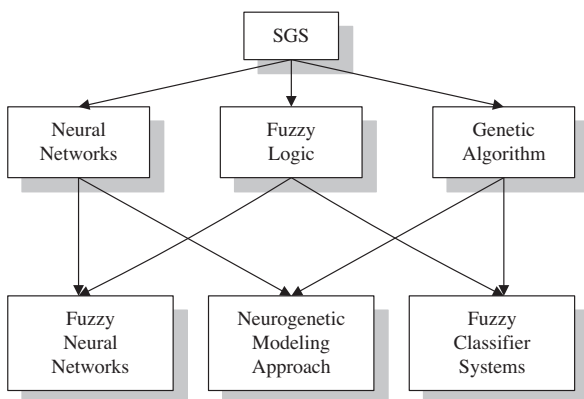 SGS
Neural
Networks
Fuzzy
Logic
Genetic
Algorithm
Fuzzy
Neural
Networks
Neurogenetic
Modeling
Approach
Fuzzy
Classifier
Systems